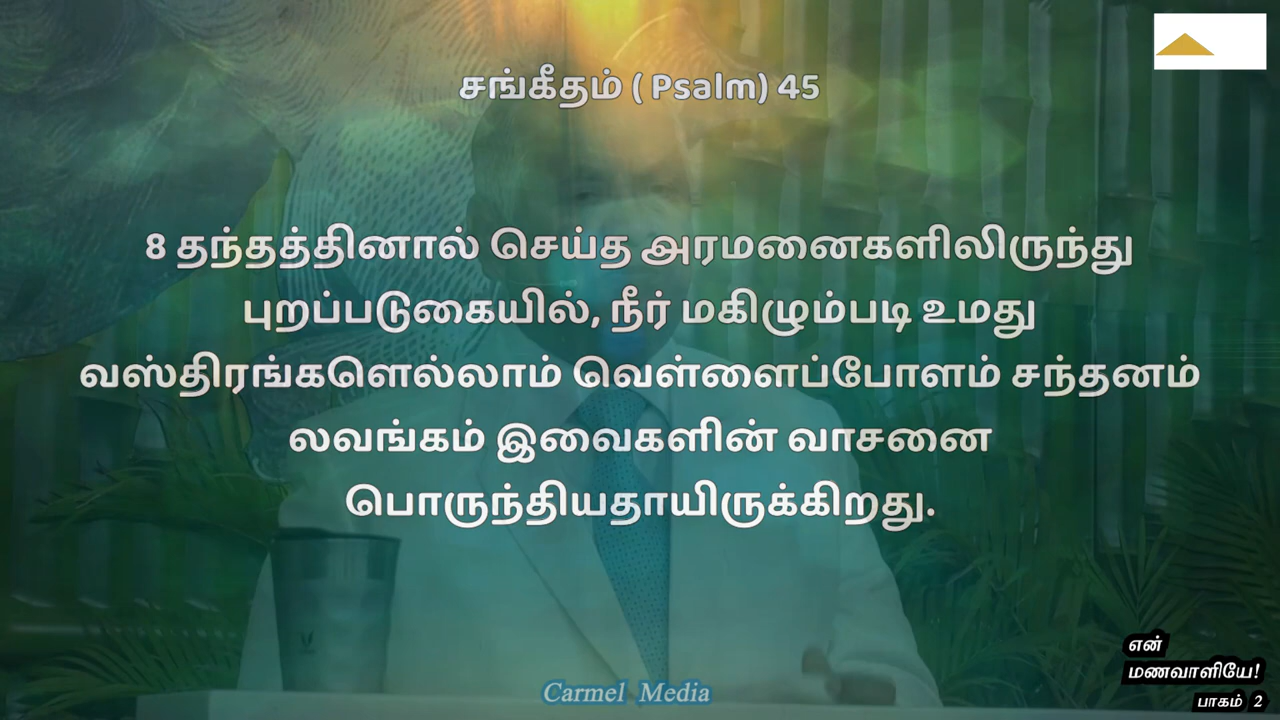 சங்கீதம் ( Psalm) 45
8 தந்தத்தினால் செய்த அரமனைகளிலிருந்து
புறப்படுகையில், நீர் மகிழும்படி உமது
வஸ்திரங்களெல்லாம் வெள்ளைப்போளம் சந்தனம்
லவங்கம் இவைகளின் வாசனை
பொருந்தியதாயிருக்கிறது.
என்
மணவாளியே!
பாகம் 2
Carmel Media